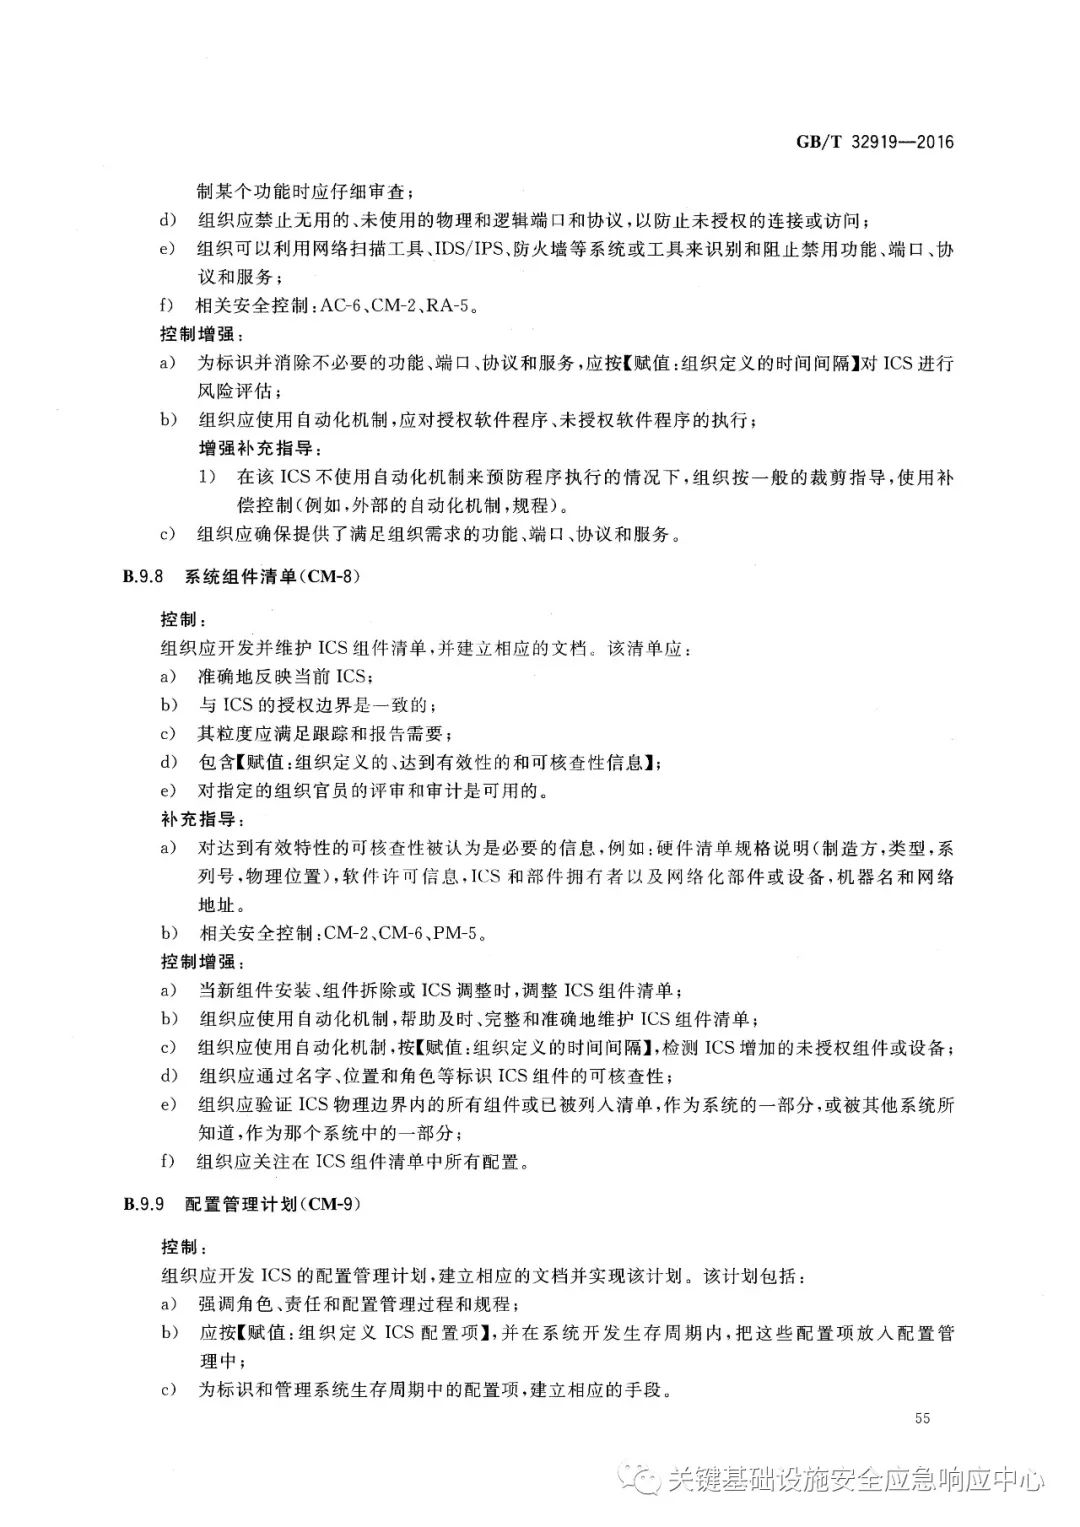 GB/T 32919—2016
制某个功能时应仔细审查；
d) 组织应禁止无用的、未使用的物理和逻辑端口和协议，以防止未授权的连接或访问；
e) 组织可以利用网络扫描工具、IDS/IPS、防火墙等系统或工具来识别和阻止禁用功能、端口、协
议和服务；
f) 相关安全控制：AC-6、CM-2、RA-5。
控制增强：
a) 为标识并消除不必要的功能、端口、协议和服务，应按【赋值：组织定义的时间间隔】对 ICS 进行
风险评估；
b) 组织应使用自动化机制，应对授权软件程序、未授权软件程序的执行；
增强补充指导：
1) 在该 ICS 不使用自动化机制来预防程序执行的情况下，组织按一般的裁剪指导，使用补
偿控制（例如，外部的自动化机制，规程）。
c) 组织应确保提供了满足组织需求的功能、端口、协议和服务。
B.9.8 系统组件清单（CM-8）
控制：
组织应开发并维护 ICS 组件清单，并建立相应的文档。该清单应：
a) 准确地反映当前 ICS；
b) 与 ICS 的授权边界是一致的；
c) 其粒度应满足跟踪和报告需要；
d) 包含【赋值：组织定义的、达到有效性的和可核查性信息】；
e) 对指定的组织官员的评审和审计是可用的。
补充指导：
a) 对达到有效特性的可核查性被认为是必要的信息，例如：硬件清单规格说明（制造方，类型，系
列号，物理位置），软件许可信息，ICS 和部件拥有者以及网络化部件或设备，机器名和网络
地址。
b) 相关安全控制：CM-2、CM-6、PM-5。
控制增强：
a) 当新组件安装、组件拆除或 ICS 调整时，调整 ICS 组件清单；
b) 组织应使用自动化机制，帮助及时、完整和准确地维护 ICS 组件清单；
c) 组织应使用自动化机制，按【赋值：组织定义的时间间隔】，检测 ICS 增加的未授权组件或设备；
d) 组织应通过名字、位置和角色等标识 ICS 组件的可核查性；
e) 组织应验证 ICS 物理边界内的所有组件或已被列入清单，作为系统的一部分，或被其他系统所
知道，作为那个系统中的一部分；
f) 组织应关注在 ICS 组件清单中所有配置。
B.9.9 配置管理计划（CM-9）
控制：
组织应开发 ICS 的配置管理计划，建立相应的文档并实现该计划。该计划包括：
a) 强调角色、责任和配置管理过程和规程；
b) 应按【赋值：组织定义 ICS 配置项】，并在系统开发生存周期内，把这些配置项放入配置管
理中；
c) 为标识和管理系统生存周期中的配置项，建立相应的手段。
55
关键基础设施安全应急响应中心